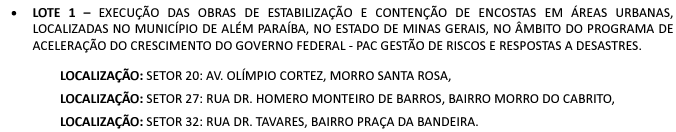 • LOTE 1 – EXECUÇÃO DAS OBRAS DE ESTABILIZAÇÃO E CONTENÇÃO DE ENCOSTAS EM ÁREAS URBANAS,
LOCALIZADAS NO MUNICÍPIO DE ALÉM PARAÍBA, NO ESTADO DE MINAS GERAIS, NO ÂMBITO DO PROGRAMA DE
ACELERAÇÃO DO CRESCIMENTO DO GOVERNO FEDERAL - PAC GESTÃO DE RISCOS E RESPOSTAS A DESASTRES.
LOCALIZAÇÃO: SETOR 20: AV. OLÍMPIO CORTEZ, MORRO SANTA ROSA,
LOCALIZAÇÃO: SETOR 27: RUA DR. HOMERO MONTEIRO DE BARROS, BAIRRO MORRO DO CABRITO,
LOCALIZAÇÃO: SETOR 32: RUA DR. TAVARES, BAIRRO PRAÇA DA BANDEIRA.